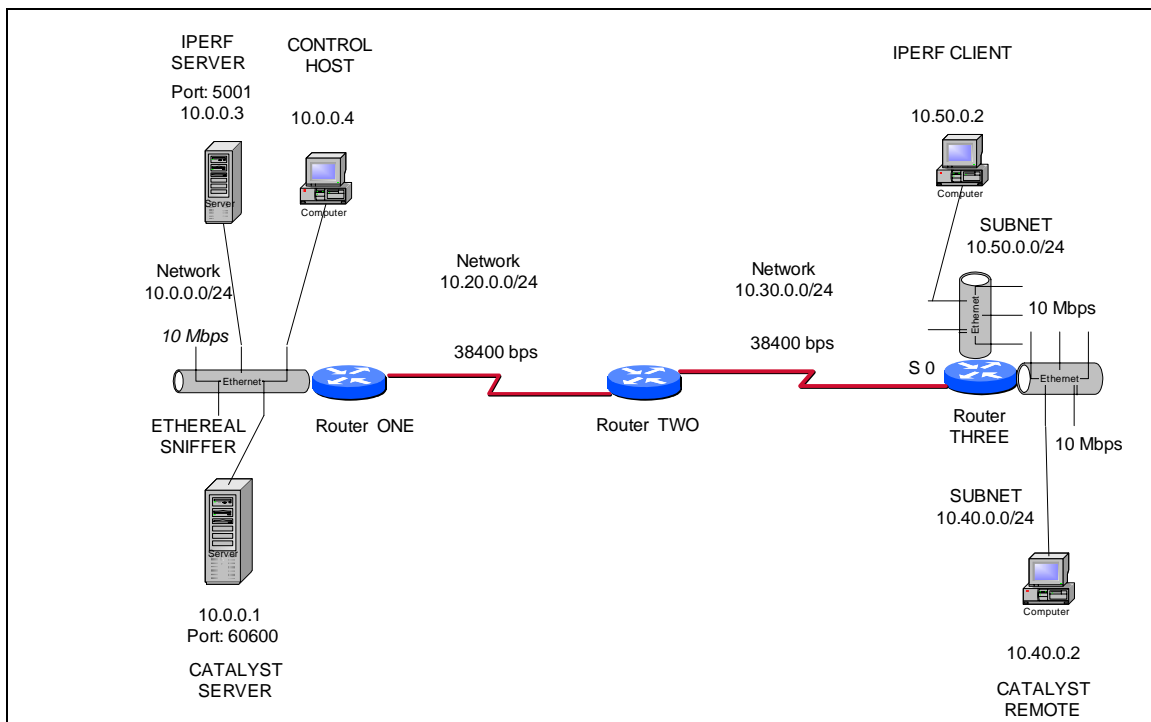 IPERF
SERVER
Port: 5001
10.0.0.3
CONTROL
HOST
10.0.0.4
IPERF CLIENT
10.50.0.2
Server
Computer
Computer
SUBNET
10.50.0.0/24
Network
10.0.0.0/24
Network
10.20.0.0/24
Network
10.30.0.0/24
10 Mbps
38400 bps
38400 bps
Ethernet
10 Mbps
S 0
Ethernet
Ethernet
ETHEREAL
SNIFFER
Router ONE
Router TWO
Router
THREE
10 Mbps
Server
SUBNET
10.40.0.0/24
Computer
10.0.0.1
Port: 60600
CATALYST
SERVER
10.40.0.2
CATALYST
REMOTE